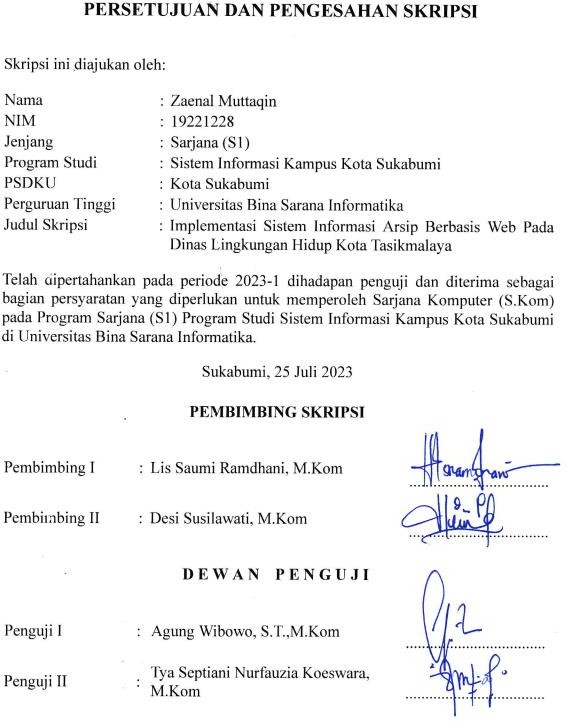 PERSETUJUAN DAN PENGESAHAN SKRIPSI
Skripsi ini diajukan oleh:
Nama : Zaenal Muttaqin
NIM : 19221228
Jenjang : Sarjana (S1)
Program Studi : Sistem Informasi Kampus Kota Sukabumi
PSDKU : Kota Sukabumi
Perguruan Tinggi : Universitas Bina Sarana Informatika
Judul Skripsi : Implementasi Sistem Informasi Arsip Berbasis Web Pada
Dinas Lingkungan Hidup Kota Tasikmalaya
Telah dipertahankan pada periode 2023-1 dihadapan penguji dan diterima sebagai
bagian persyaratan yang diperlukan untuk memperoleh Sarjana Komputer (S.Kom)
pada Program Sarjana (S1) Program Studi Sistem Informasi Kampus Kota Sukabumi
di Universitas Bina Sarana Informatika.
Sukabumi, 25 Juli 2023
PEMBIMBING SKRIPSI
Pembimbing I : Lis Saumi Ramdhani, M.Kom
Pembimbing II : Desi Susilawati, M.Kom
DEWAN PENGUJI
Penguji I : Agung Wibowo, S.T.,M.Kom
Penguji II : Tya Septiani Nurfauzia Koeswara,
M.Kom